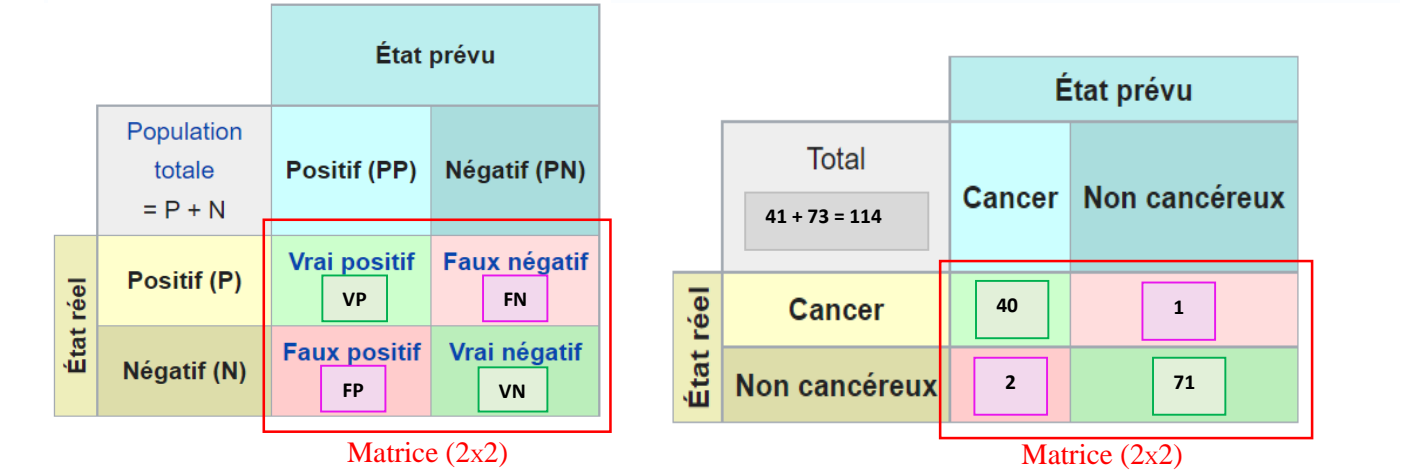 État prévu
Population
totale
= P + N
Positif (PP)
Négatif (PN)
État réel
Positif (P)
Vrai positif
VP
Faux négatif
FN
Négatif (N)
Faux positif
FP
Vrai négatif
VN
Matrice (2x2)
État prévu
Total
41 + 73 = 114
Cancer
Non cancéreux
État réel
Cancer
40
1
Non cancéreux
2
71
Matrice (2x2)